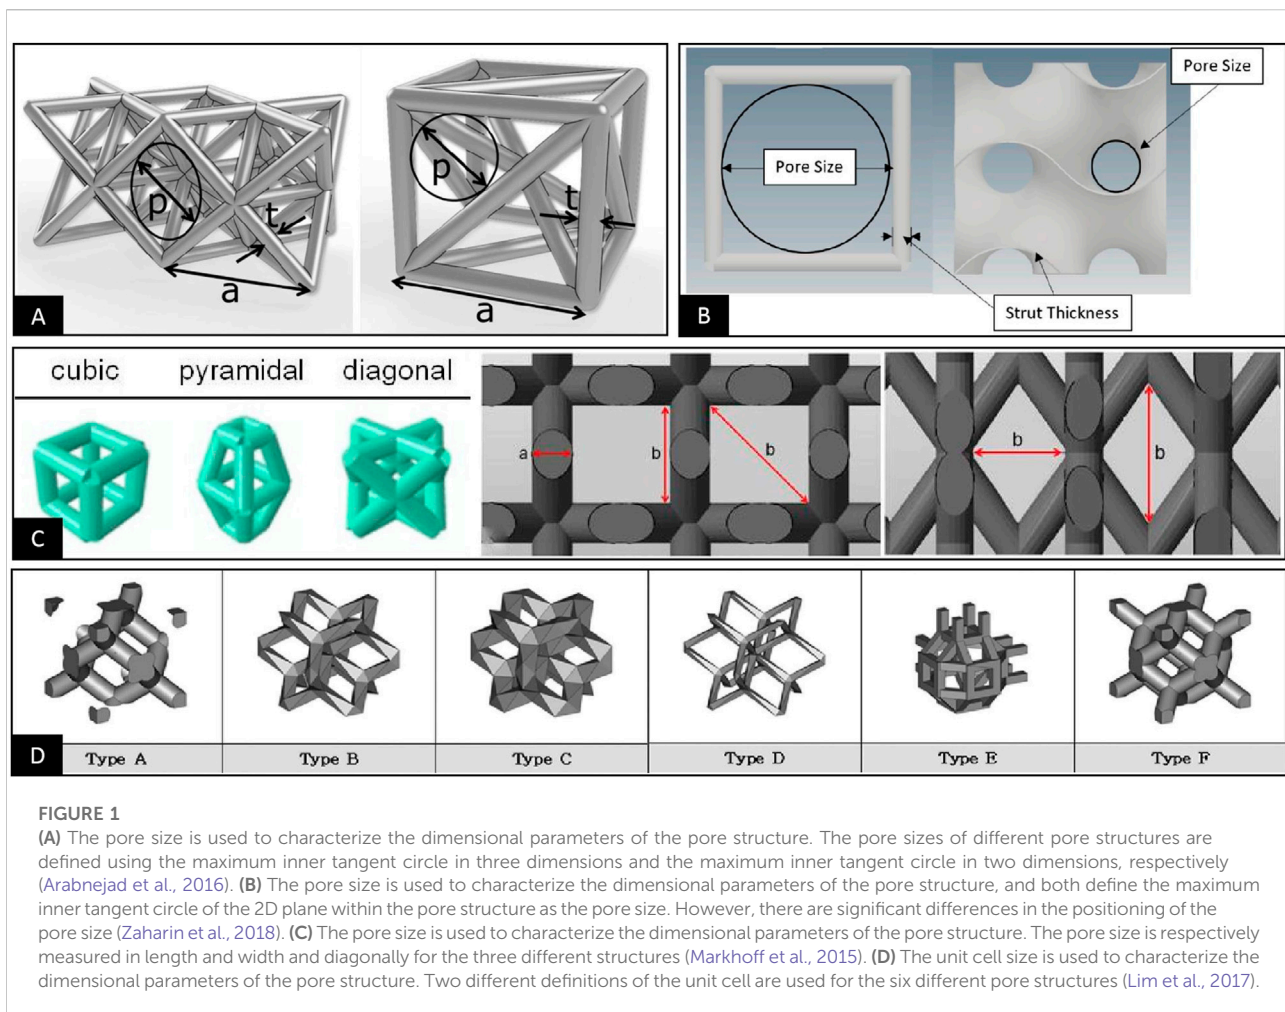 p
t
a
A
p
t
a
Pore Size
Pore Size
Strut Thickness
B
cubic pyramidal diagonal
C
a
b
b
b
b
D
Type A
Type B
Type C
Type D
Type E
Type F
FIGURE 1
(A) The pore size is used to characterize the dimensional parameters of the pore structure. The pore sizes of different pore structures are
defined using the maximum inner tangent circle in three dimensions and the maximum inner tangent circle in two dimensions, respectively
(Arabnejad et al., 2016). (B) The pore size is used to characterize the dimensional parameters of the pore structure, and both define the maximum
inner tangent circle of the 2D plane within the pore structure as the pore size. However, there are significant differences in the positioning of the
pore size (Zaharin et al., 2018). (C) The pore size is used to characterize the dimensional parameters of the pore structure. The pore size is respectively
measured in length and width and diagonally for the three different structures (Markhoff et al., 2015). (D) The unit cell size is used to characterize the
dimensional parameters of the pore structure. Two different definitions of the unit cell are used for the six different pore structures (Lim et al., 2017).